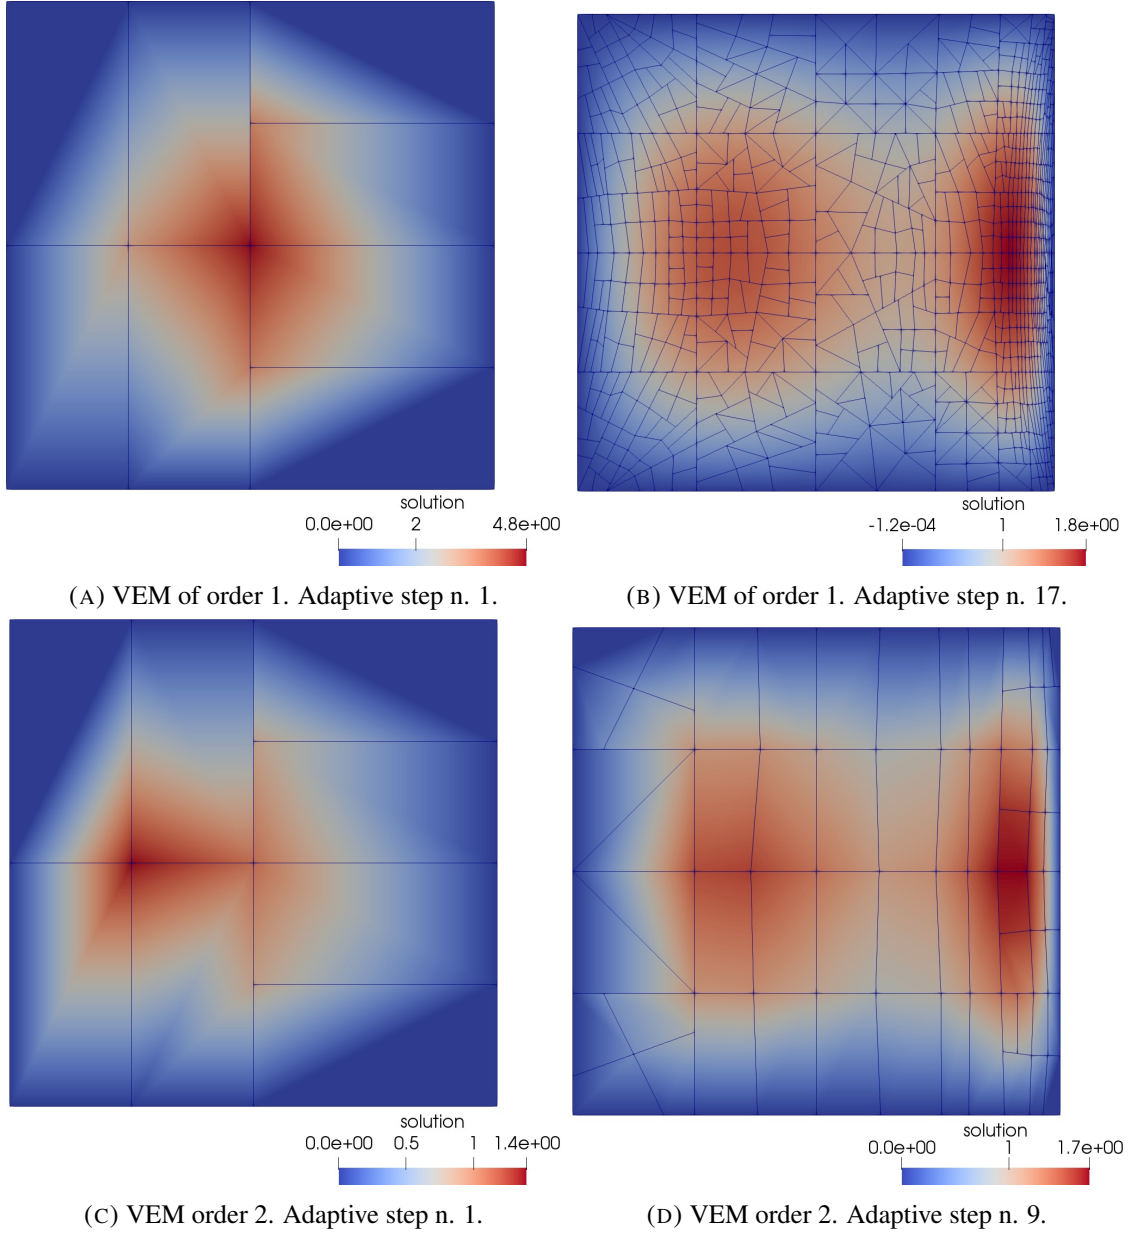 solution
0.0e+00 2 4.8e+00
(A) VEM of order 1. Adaptive step n. 1.
solution
-1.2e-04 1 1.8e+00
(B) VEM of order 1. Adaptive step n. 17.
solution
0.0e+00 0.5 1 1.4e+00
(C) VEM order 2. Adaptive step n. 1.
solution
0.0e+00 1 1.7e+00
(D) VEM order 2. Adaptive step n. 9.